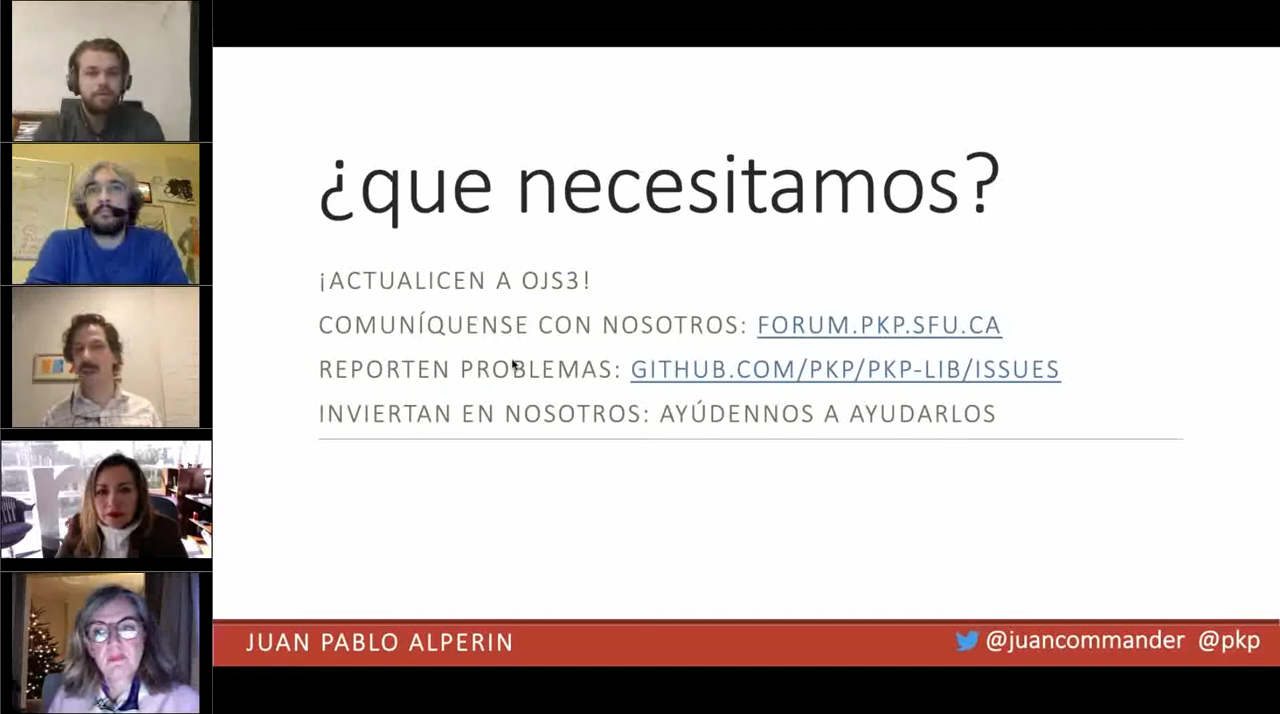 ¿que necesitamos?
¡ACTUALICEN A OJS3!
COMUNÍQUENSE CON NOSOTROS: FORUM.PKP.SFU.CA
REPORTEN PROBLEMAS: GITHUB.COM/PKP/PKP-LIB/ISSUES
INVIERTAN EN NOSOTROS: AYÚDENNOS A AYUDARLOS
JUAN PABLO ALPERIN
@juancommander @pkp